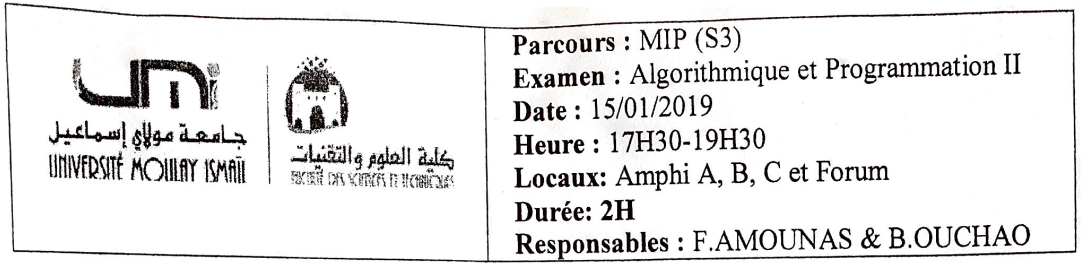 umi
جامعة مولاي إسماعيل
UNIVERSITÉ MOULAY ISMAÏL
كلية العلوم والتقنيات
FACULTÉ DES SCIENCES ET TECHNIQUES
Parcours : MIP (S3)
Examen : Algorithmique et Programmation II
Date : 15/01/2019
Heure : 17H30-19H30
Locaux: Amphi A, B, C et Forum
Durée: 2H
Responsables : F.AMOUNAS & B.OUCHAO